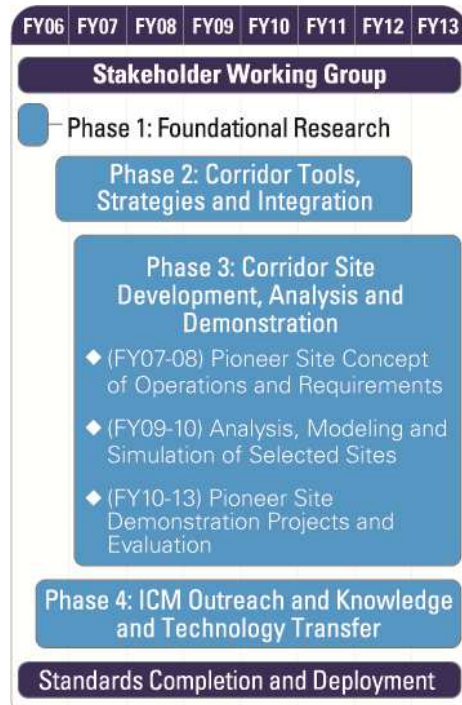 FY06 FY07 FY08 FY09 FY10 FY11 FY12 FY13
Stakeholder Working Group
Phase 1: Foundational Research
Phase 2: Corridor Tools,
Strategies and Integration
Phase 3: Corridor Site
Development, Analysis and
Demonstration
◆ (FY07-08) Pioneer Site Concept
of Operations and Requirements
◆ (FY09-10) Analysis, Modeling and
Simulation of Selected Sites
◆ (FY10-13) Pioneer Site
Demonstration Projects and
Evaluation
Phase 4: ICM Outreach and Knowledge
and Technology Transfer
Standards Completion and Deployment